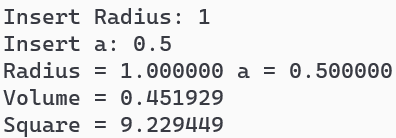 Insert Radius: 1
Insert a: 0.5
Radius = 1.000000 a = 0.500000
Volume = 0.451929
Square = 9.229449